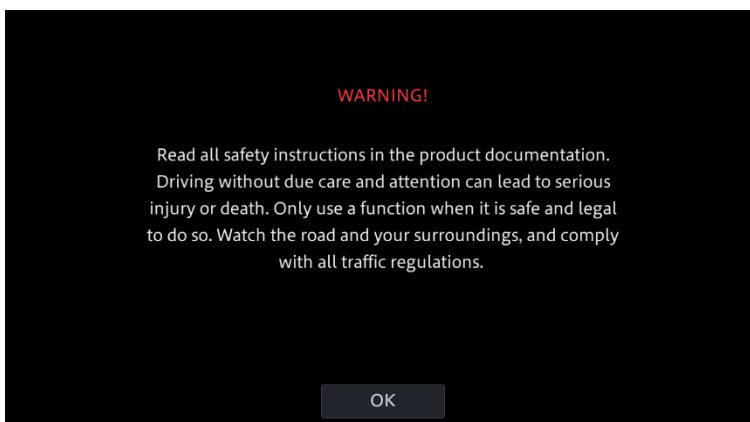 WARNING!
Read all safety instructions in the product documentation.
Driving without due care and attention can lead to serious
injury or death. Only use a function when it is safe and legal
to do so. Watch the road and your surroundings, and comply
with all traffic regulations.
OK